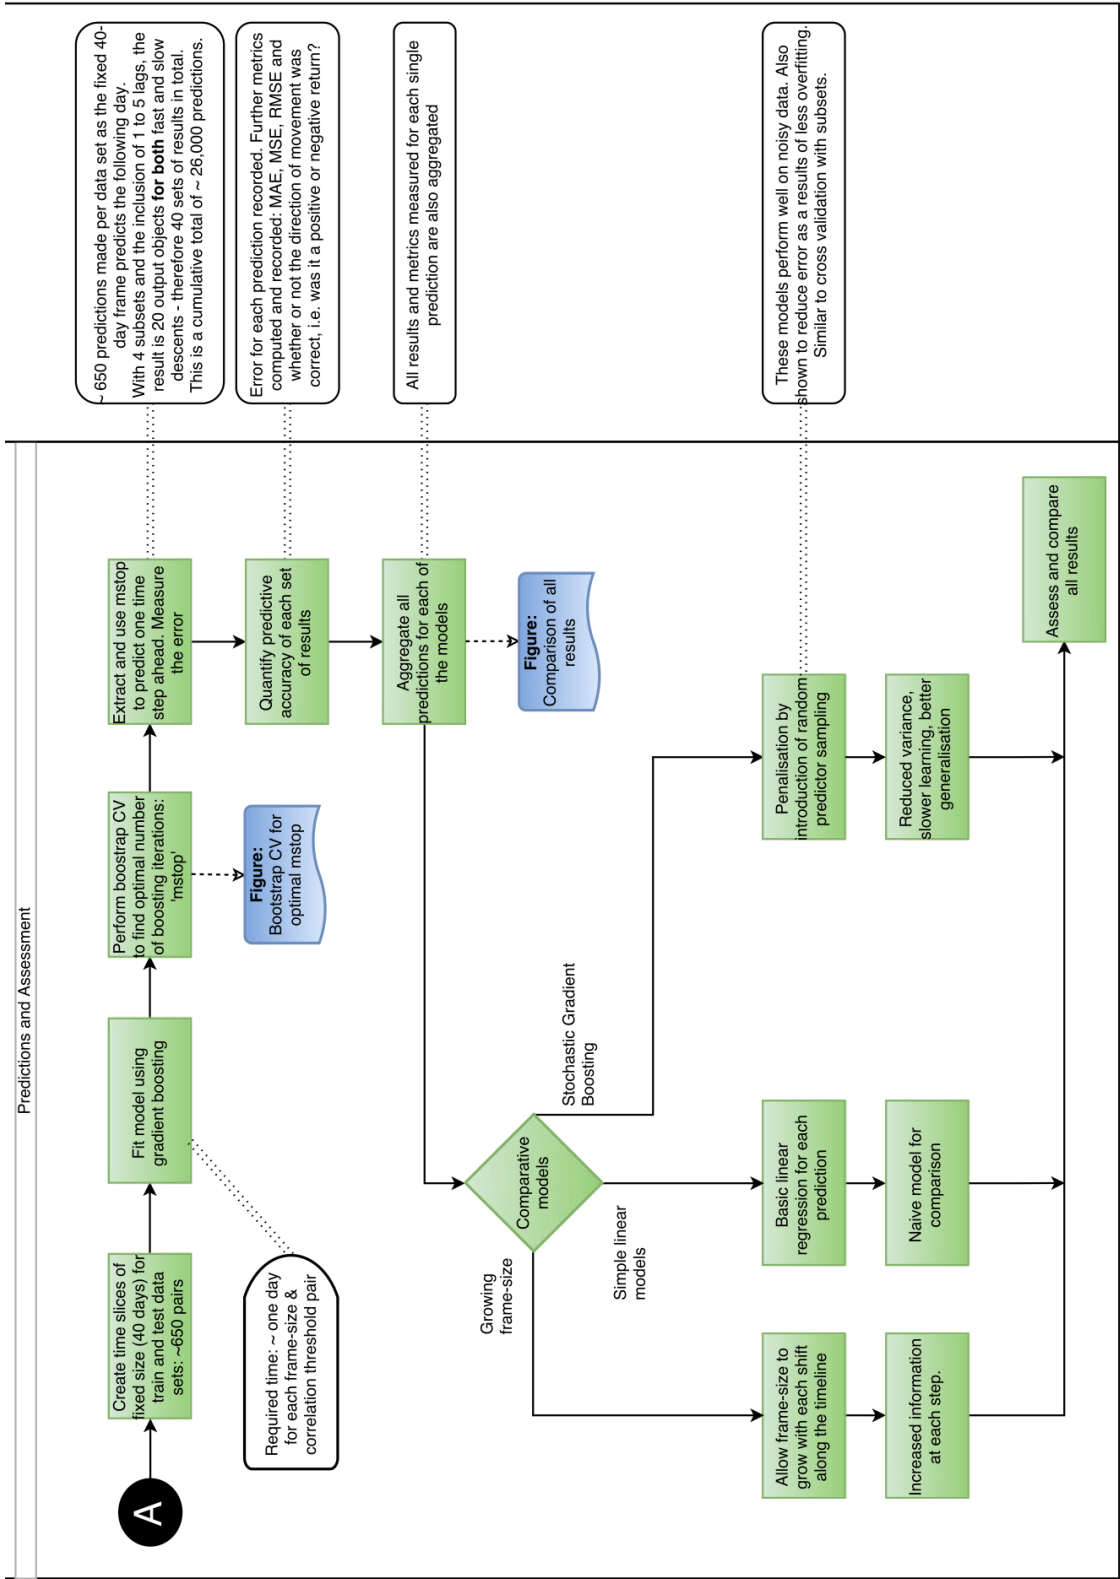 Predictions and Assessment
A
Create time slices of
fixed size (40 days) for
train and test data
sets: ~650 pairs
Fit model using
gradient boosting
Perform boostrap CV
to find optimal number
of boosting iterations:
'mstop'
Extract and use mstop
to predict one time
step ahead. Measure
the error
~ 650 predictions made per data set as the fixed 40-
day frame predicts the following day.
With 4 subsets and the inclusion of 1 to 5 lags, the
result is 20 output objects for both fast and slow
descents - therefore 40 sets of results in total.
This is a cumulative total of ~ 26,000 predictions.
Required time: ~ one day
for each frame-size &
correlation threshold pair
Figure:
Bootstrap CV for
optimal mstop
Quantify predictive
accuracy of each set
of results
Error for each prediction recorded. Further metrics
computed and recorded: MAE, MSE, RMSE and
whether or not the direction of movement was
correct, i.e. was it a positive or negative return?
Aggregate all
predictions for each of
the models
All results and metrics measured for each single
prediction are also aggregated
Figure:
Comparison of all
results
Comparative
models
Growing
frame-size
Simple linear
models
Stochastic Gradient
Boosting
Allow frame-size to
grow with each shift
along the timeline
Basic linear
regression for each
prediction
Penalisation by
introduction of random
predictor sampling
These models perform well on noisy data. Also
shown to reduce error as a results of less overfitting.
Similar to cross validation with subsets.
Increased information
at each step.
Naive model for
comparison
Reduced variance,
slower learning, better
generalisation
Assess and compare
all results